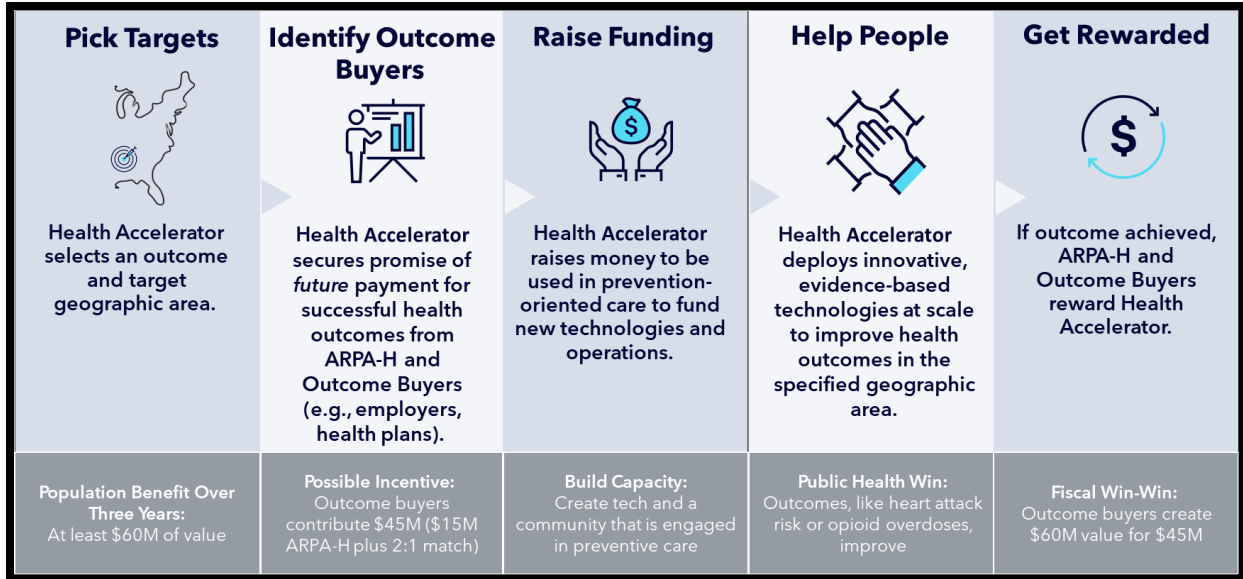 Pick Targets
Health Accelerator
selects an outcome
and target
geographic area.
Population Benefit Over
Three Years:
At least $60M of value
Identify Outcome
Buyers
Health Accelerator
secures promise of
future payment for
successful health
outcomes from
ARPA-H and
Outcome Buyers
(e.g., employers,
health plans).
Possible Incentive:
Outcome buyers
contribute $45M ($15M
ARPA-H plus 2:1 match)
Raise Funding
$
Health Accelerator
raises money to be
used in prevention-
oriented care to fund
new technologies and
operations.
Build Capacity:
Create tech and a
community that is engaged
in preventive care
Help People
Health Accelerator
deploys innovative,
evidence-based
technologies at scale
to improve health
outcomes in the
specified geographic
area.
Public Health Win:
Outcomes, like heart attack
risk or opioid overdoses,
improve
Get Rewarded
$
If outcome achieved,
ARPA-H and
Outcome Buyers
reward Health
Accelerator.
Fiscal Win-Win:
Outcome buyers create
$60M value for $45M